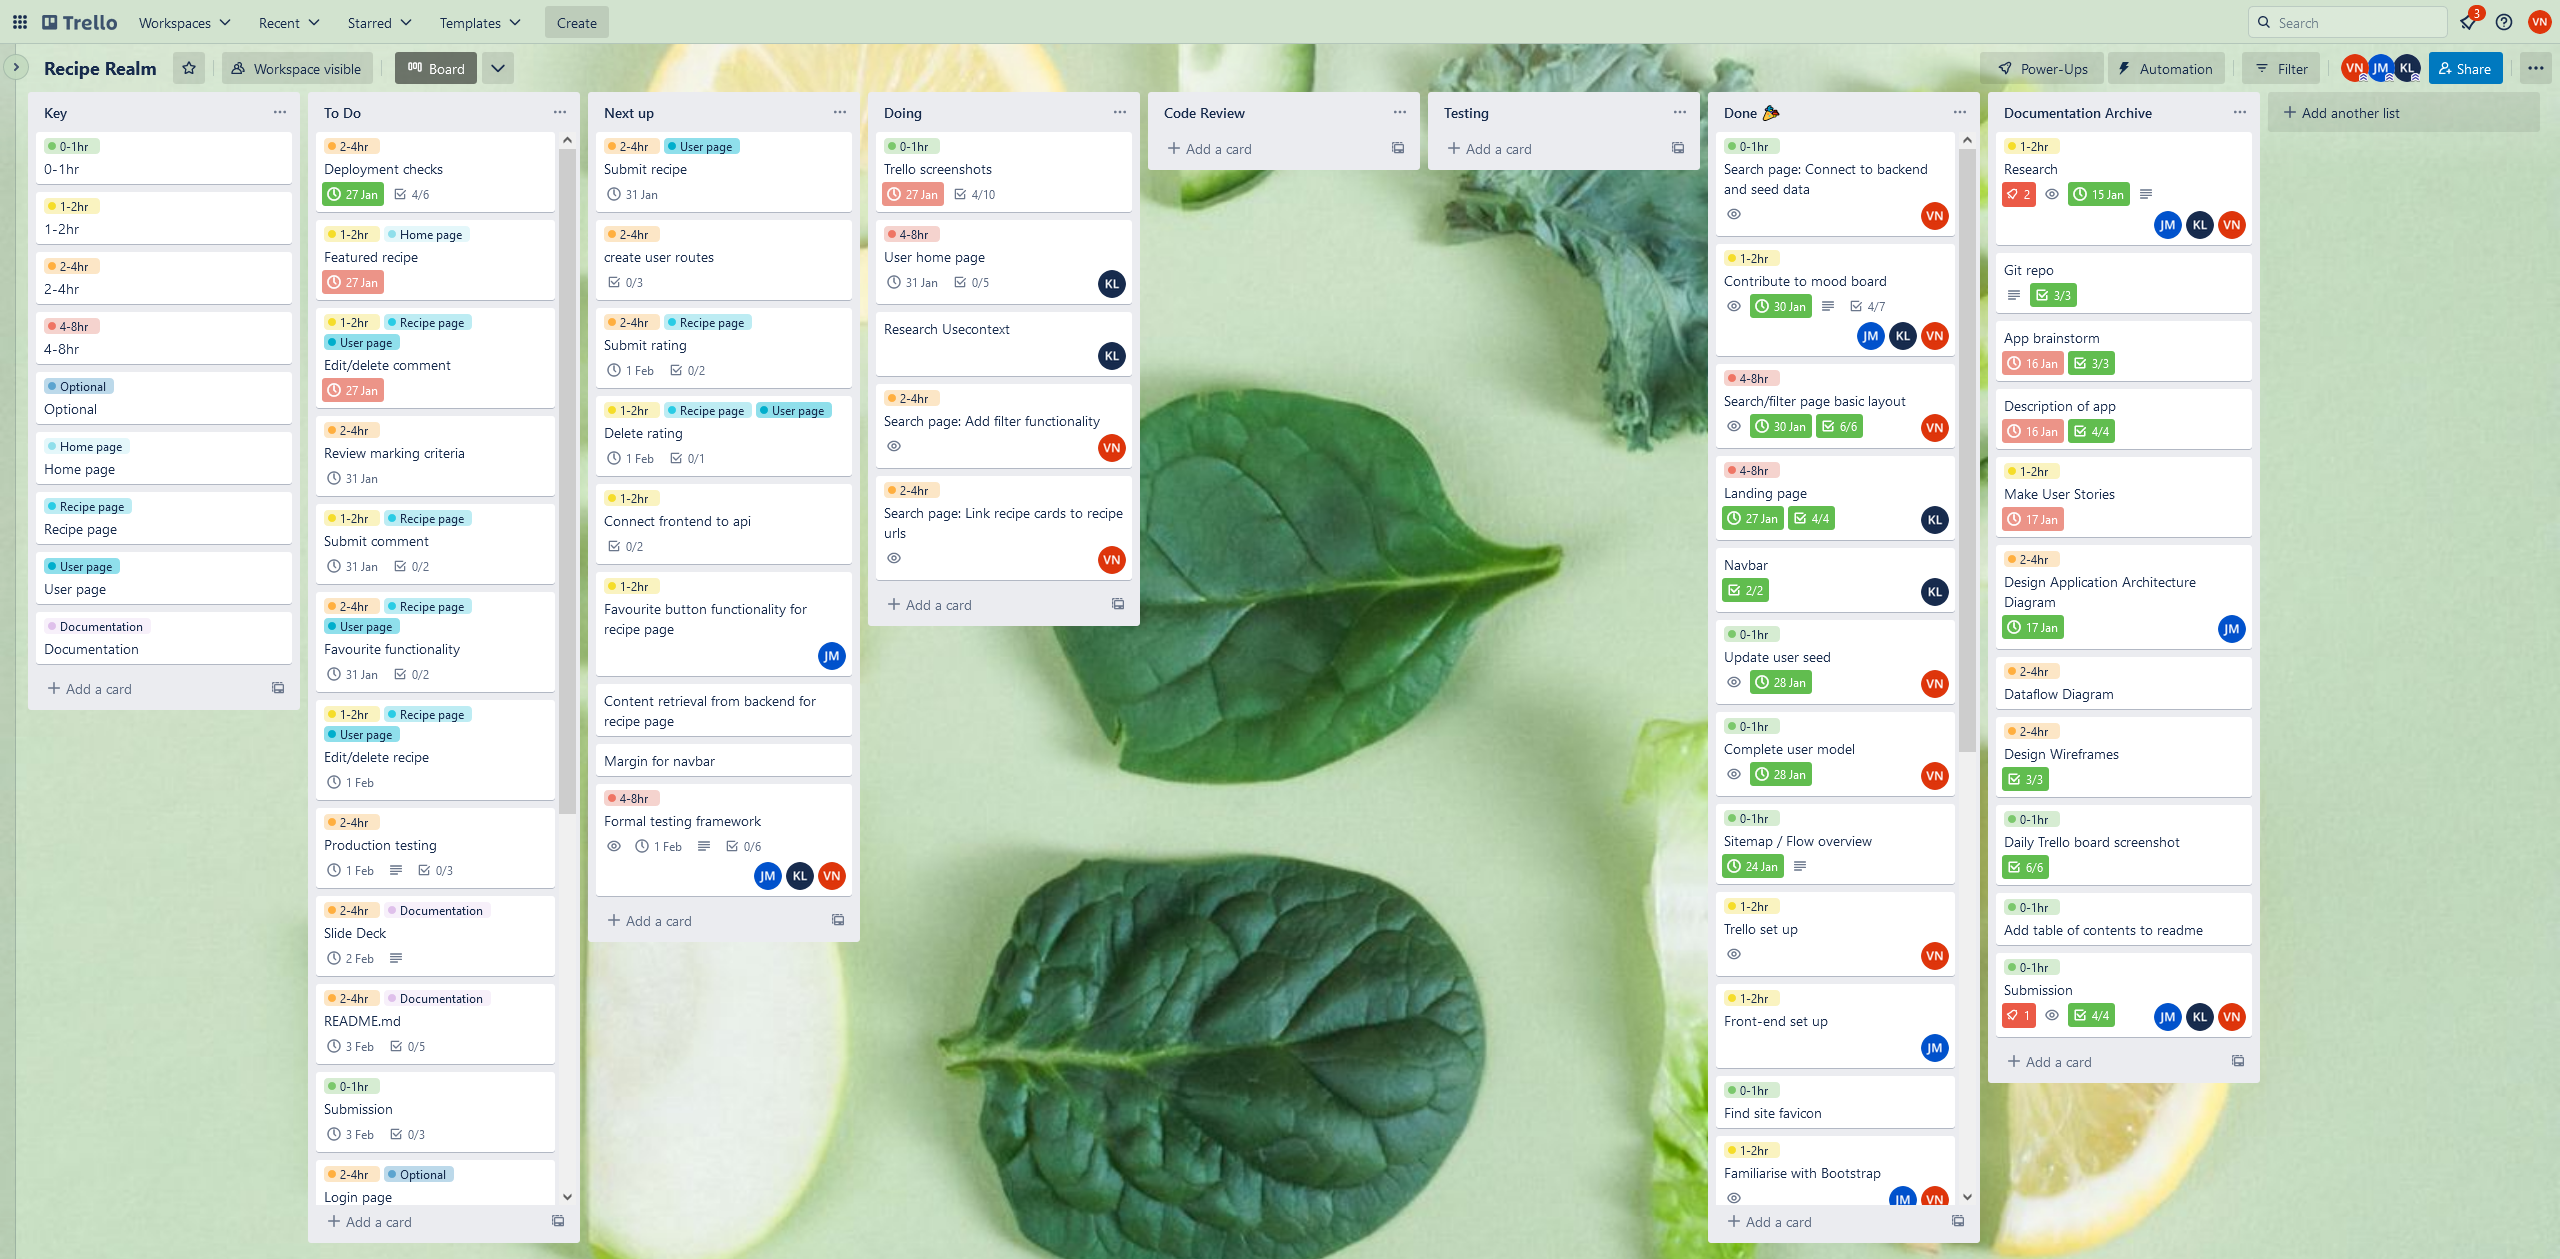 Trello
Workspaces
Recent
Starred
Templates
Create
Search
3
VN
Recipe Realm
Workspace visible
Board
Power-Ups
Automation
Filter
VN
JM
KL
Share
Key
0-1hr
0-1hr
1-2hr
1-2hr
2-4hr
2-4hr
4-8hr
4-8hr
Optional
Optional
Home page
Home page
Recipe page
Recipe page
User page
User page
Documentation
Documentation
Add a card
To Do
2-4hr
Deployment checks
27 Jan 4/6
1-2hr Home page
Featured recipe
27 Jan
1-2hr Recipe page
User page
Edit/delete comment
27 Jan
2-4hr
Review marking criteria
31 Jan
1-2hr Recipe page
Submit comment
31 Jan 0/2
2-4hr Recipe page
User page
Favourite functionality
31 Jan 0/2
1-2hr Recipe page
User page
Edit/delete recipe
1 Feb
2-4hr
Production testing
1 Feb 0/3
2-4hr Documentation
Slide Deck
2 Feb
2-4hr Documentation
README.md
3 Feb 0/5
0-1hr
Submission
3 Feb 0/3
2-4hr Optional
Login page
Add a card
Next up
2-4hr User page
Submit recipe
31 Jan
2-4hr
create user routes
0/3
2-4hr Recipe page
Submit rating
1 Feb 0/2
1-2hr Recipe page User page
Delete rating
1 Feb 0/1
1-2hr
Connect frontend to api
0/2
1-2hr
Favourite button functionality for
recipe page
JM
Content retrieval from backend for
recipe page
Margin for navbar
4-8hr
Formal testing framework
1 Feb 0/6
JM KL VN
Add a card
Doing
0-1hr
Trello screenshots
27 Jan 4/10
4-8hr
User home page
31 Jan 0/5 KL
Research Usecontext
KL
2-4hr
Search page: Add filter functionality
VN
2-4hr
Search page: Link recipe cards to recipe
urls
VN
Add a card
Code Review
Add a card
Testing
Add a card
Done
0-1hr
Search page: Connect to backend
and seed data
VN
1-2hr
Contribute to mood board
30 Jan 4/7
JM KL VN
4-8hr
Search/filter page basic layout
30 Jan 6/6 VN
4-8hr
Landing page
27 Jan 4/4 KL
Navbar
2/2 KL
0-1hr
Update user seed
28 Jan VN
0-1hr
Complete user model
28 Jan VN
0-1hr
Sitemap / Flow overview
24 Jan
1-2hr
Trello set up
VN
1-2hr
Front-end set up
JM
0-1hr
Find site favicon
1-2hr
Familiarise with Bootstrap
JM VN
Add a card
Documentation Archive
1-2hr
Research
2 15 Jan
JM KL VN
Git repo
3/3
App brainstorm
16 Jan 3/3
Description of app
16 Jan 4/4
1-2hr
Make User Stories
17 Jan
2-4hr
Design Application Architecture
Diagram
17 Jan JM
2-4hr
Dataflow Diagram
2-4hr
Design Wireframes
3/3
0-1hr
Daily Trello board screenshot
6/6
0-1hr
Add table of contents to readme
0-1hr
Submission
1 4/4 JM KL VN
Add a card
Add another list